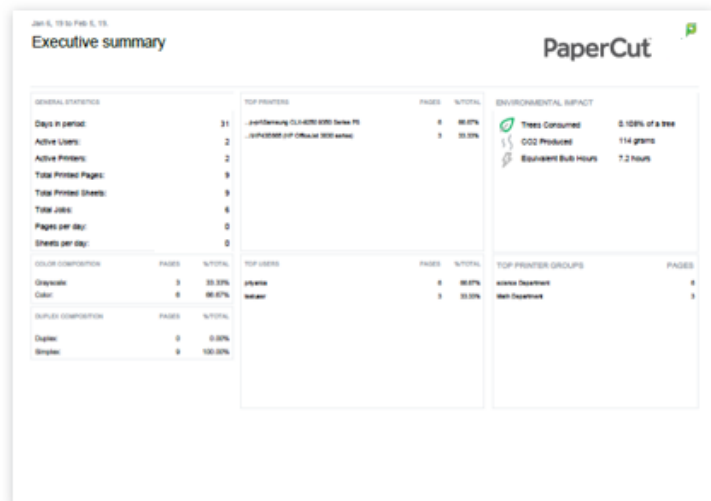 Jan 6, 19 to Feb 5, 19.
Executive summary
PaperCut
GENERAL STATISTICS
Days in period: 31
Active Users: 2
Active Printers: 2
Total Printed Pages: 9
Total Printed Sheets: 9
Total Jobs: 6
Pages per day: 0
Sheets per day: 0
TOP PRINTERS PAGES %/TOTAL
Series 6 66.67%
series) 3 33.33%
ENVIRONMENTAL IMPACT
Trees Consumed 0.108% of a tree
CO2 Produced 114 grams
Equivalent Bulb Hours 7.2 hours
COLOR COMPOSITION PAGES %/TOTAL
Grayscale: 3 33.33%
Color: 6 66.67%
DUPLEX COMPOSITION PAGES %/TOTAL
Duplex: 0 0.00%
Simplex: 9 100.00%
TOP USERS PAGES %/TOTAL
priyanka 6 66.67%
testuser 3 33.33%
TOP PRINTER GROUPS PAGES
science Department 6
Math Department 3